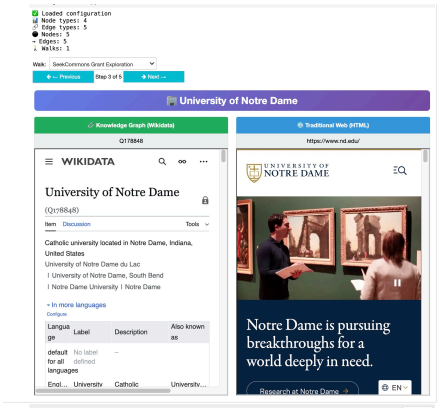 ✅ Loaded configuration
📊 Node types: 4
🔗 Edge types: 5
⚫ Nodes: 5
→ Edges: 5
🚶 Walks: 1
Walk: SeekCommons Grant Exploration
← Previous Step 3 of 5 → Next →
University of Notre Dame
Knowledge Graph (Wikidata)
Q178848
≡ WIKIDATA
University of Notre Dame
(Q178848)
Item Discussion Tools
Catholic university located in Notre Dame, Indiana,
United States
University of Notre Dame du Lac
| University of Notre Dame, South Bend
| Notre Dame University | Notre Dame
In more languages
Configure
Langua
ge Label Description Also known
as
default
for all
languages No label
defined –
Engl... University Catholic University...
Traditional Web (HTML)
https://www.nd.edu/
UNIVERSITY OF
NOTRE DAME
Notre Dame is pursuing
breakthroughs for a
world deeply in need.
Research at Notre Dame →
EN